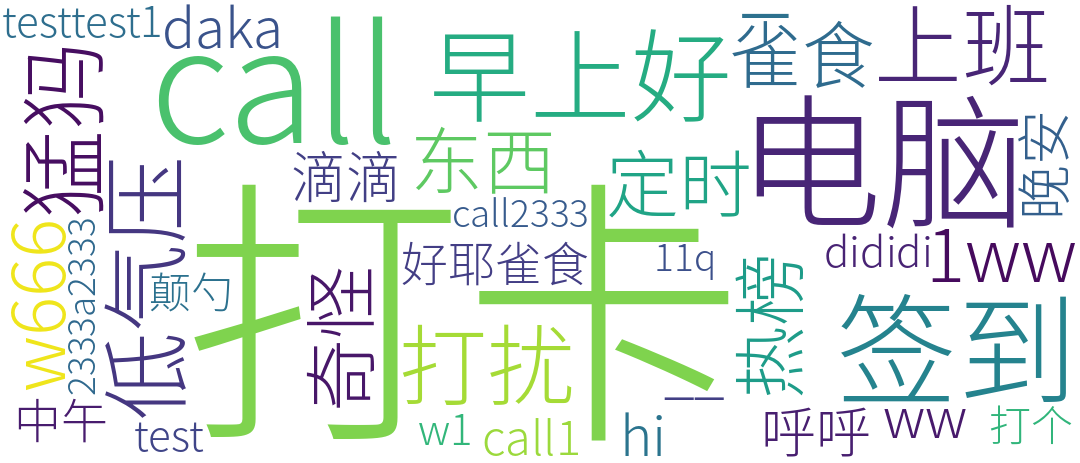 testtest1
daka
call
早上好
雀食
上班
猛犸
低气压
滴滴
东西
定时
电脑
晚安
w666
2333a2333
颠勺
打卡
call2333
好耶雀食
11q
dididi
1ww
奇怪
打扰
热榜
签到
中午
test
w1
call1
hi
__
呼呼
ww
打个